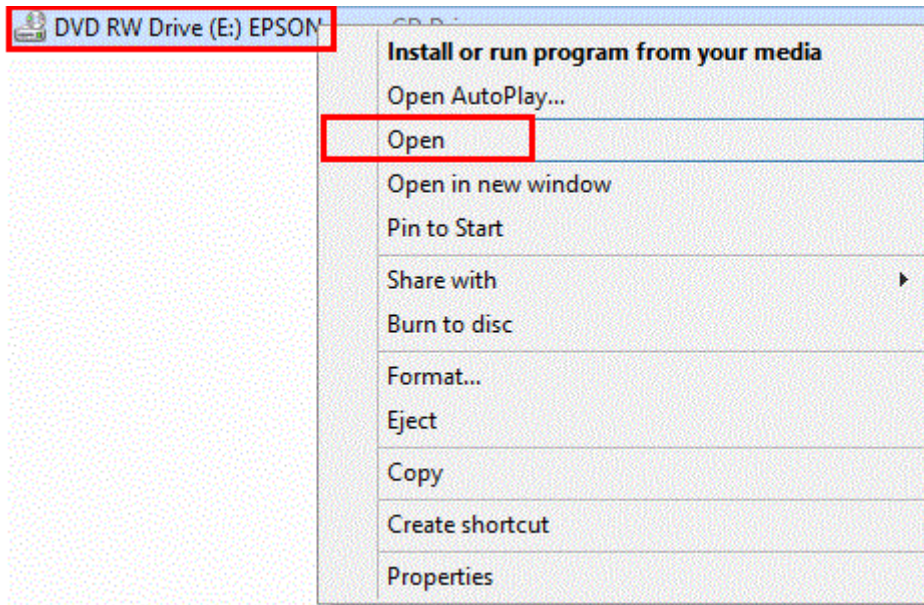 DVD RW Drive (E:) EPSON
Install or run program from your media
Open AutoPlay...
Open
Open in new window
Pin to Start
Share with
Burn to disc
Format...
Eject
Copy
Create shortcut
Properties